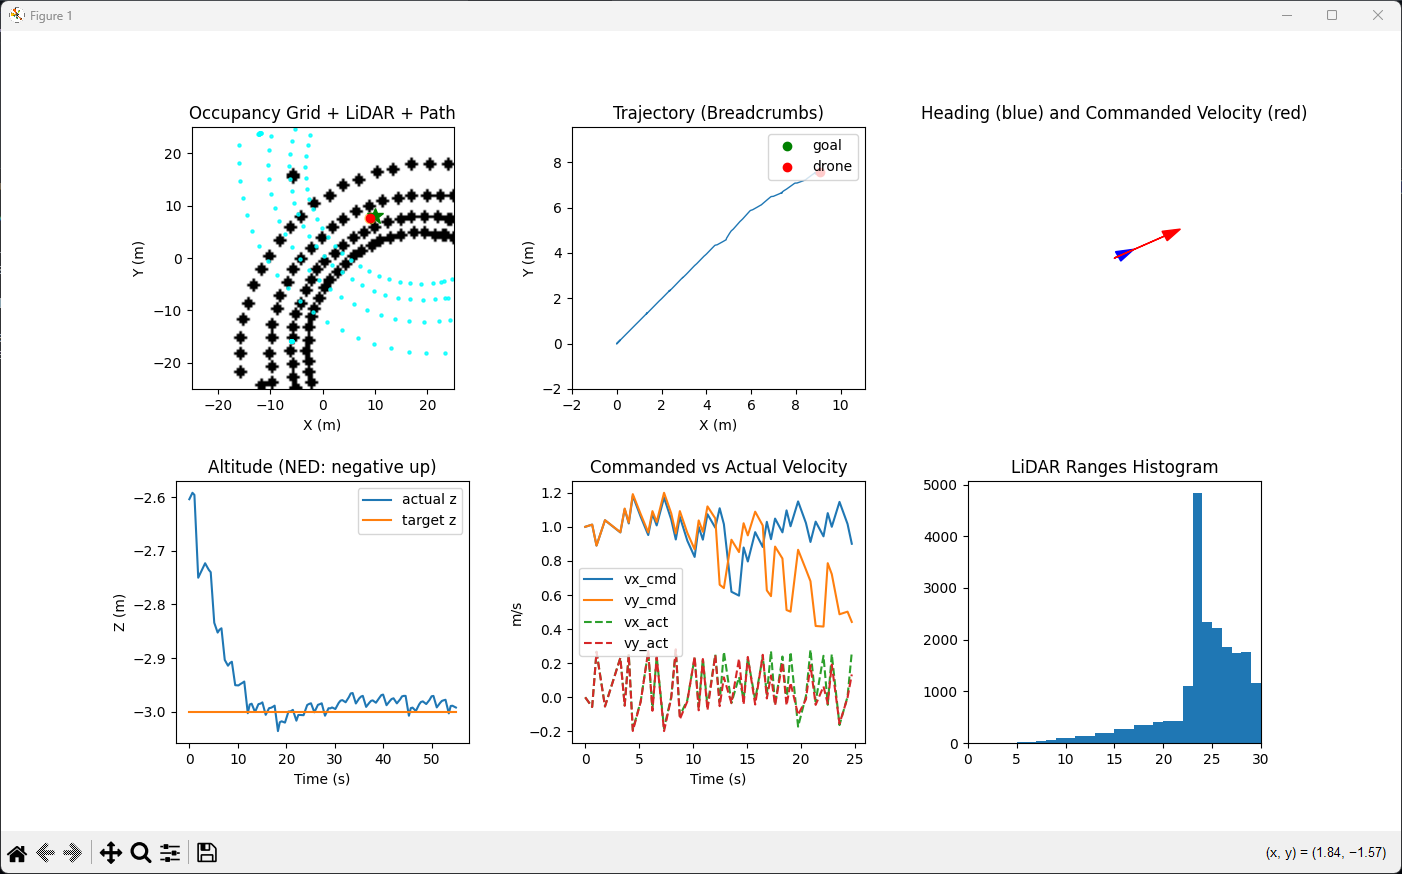 Figure 1
Occupancy Grid + LiDAR + Path
Y (m)
20
10
0
−10
−20
−20
−10
0
10
20
X (m)
Trajectory (Breadcrumbs)
goal
drone
Y (m)
8
6
4
2
0
−2
−2
0
2
4
6
8
10
X (m)
Heading (blue) and Commanded Velocity (red)
Altitude (NED: negative up)
actual z
target z
Z (m)
−2.6
−2.7
−2.8
−2.9
−3.0
0
10
20
30
40
50
Time (s)
Commanded vs Actual Velocity
vx_cmd
vy_cmd
vx_act
vy_act
m/s
1.2
1.0
0.8
0.6
0.4
0.2
0.0
−0.2
0
5
10
15
20
25
Time (s)
LiDAR Ranges Histogram
5000
4000
3000
2000
1000
0
0
5
10
15
20
25
30
(x, y) = (1.84, −1.57)